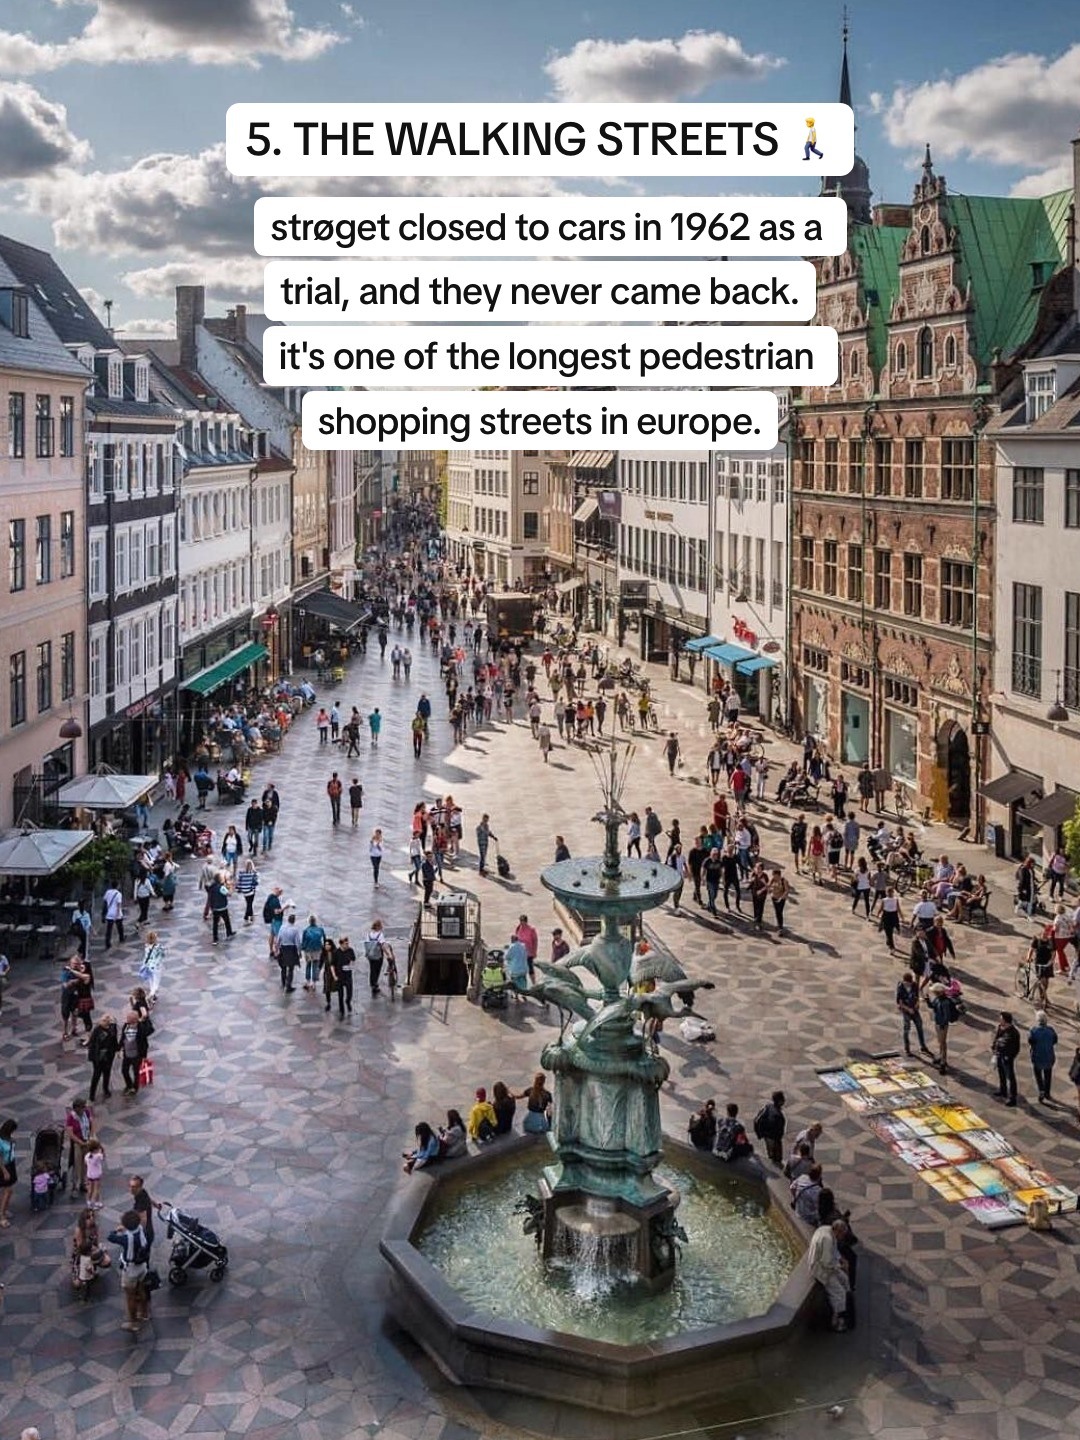 5. THE WALKING STREETS 🚶
strøget closed to cars in 1962 as a
trial, and they never came back.
it's one of the longest pedestrian
shopping streets in europe.